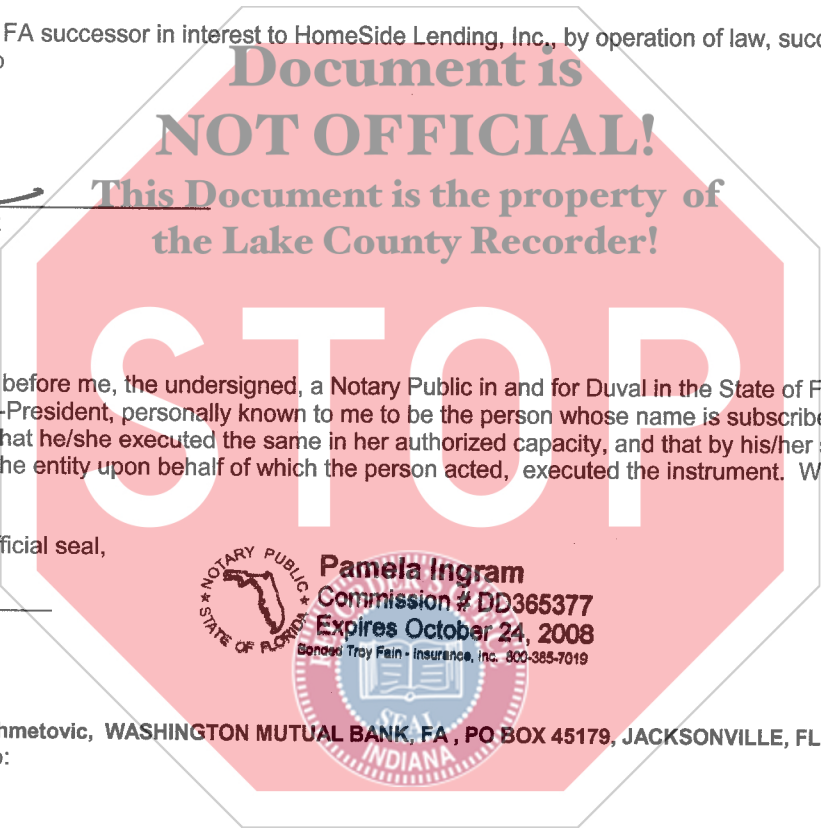 FA successor in interest to HomeSide Lending, Inc., by operation of law, succ
Document is
NOT OFFICIAL!
This Document is the property of
the Lake County Recorder!
STOP
before me, the undersigned, a Notary Public in and for Duval in the State of F
-President, personally known to me to be the person whose name is subscribe
hat he/she executed the same in her authorized capacity, and that by his/her
he entity upon behalf of which the person acted, executed the instrument. W
ficial seal,
NOTARY PUBLIC
STATE OF FLORIDA
Pamela Ingram
Commission # DD365377
Expires October 24, 2008
Bonded Troy Fain - Insurance, Inc. 800-385-7019
RECORDER'S OFFICE
SEAL
INDIANA
hmetovic, WASHINGTON MUTUAL BANK, FA , PO BOX 45179, JACKSONVILLE, FL
: